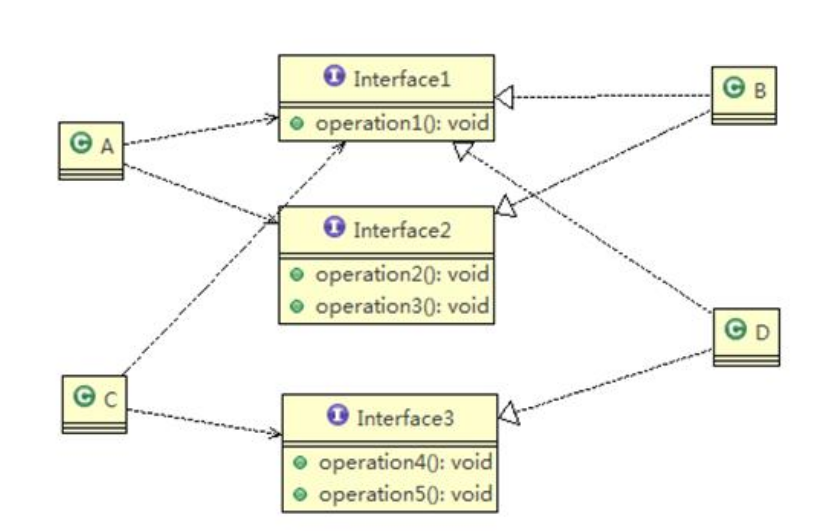 I Interface1
operation1(): void
C B
C A
I Interface2
operation2(): void
operation3(): void
C D
C C
I Interface3
operation4(): void
operation5(): void